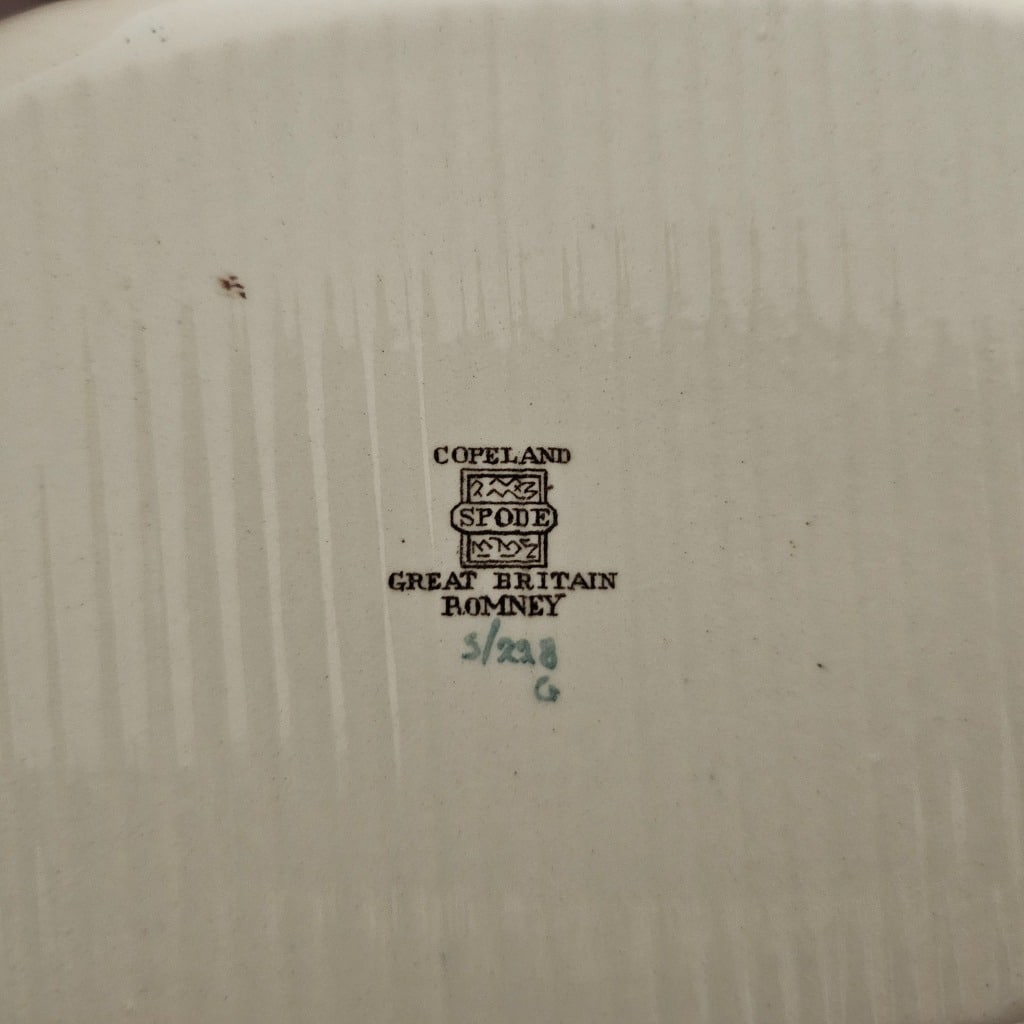 COPELAND
SPODE
GREAT BRITAIN
ROMNEY
S/228
G